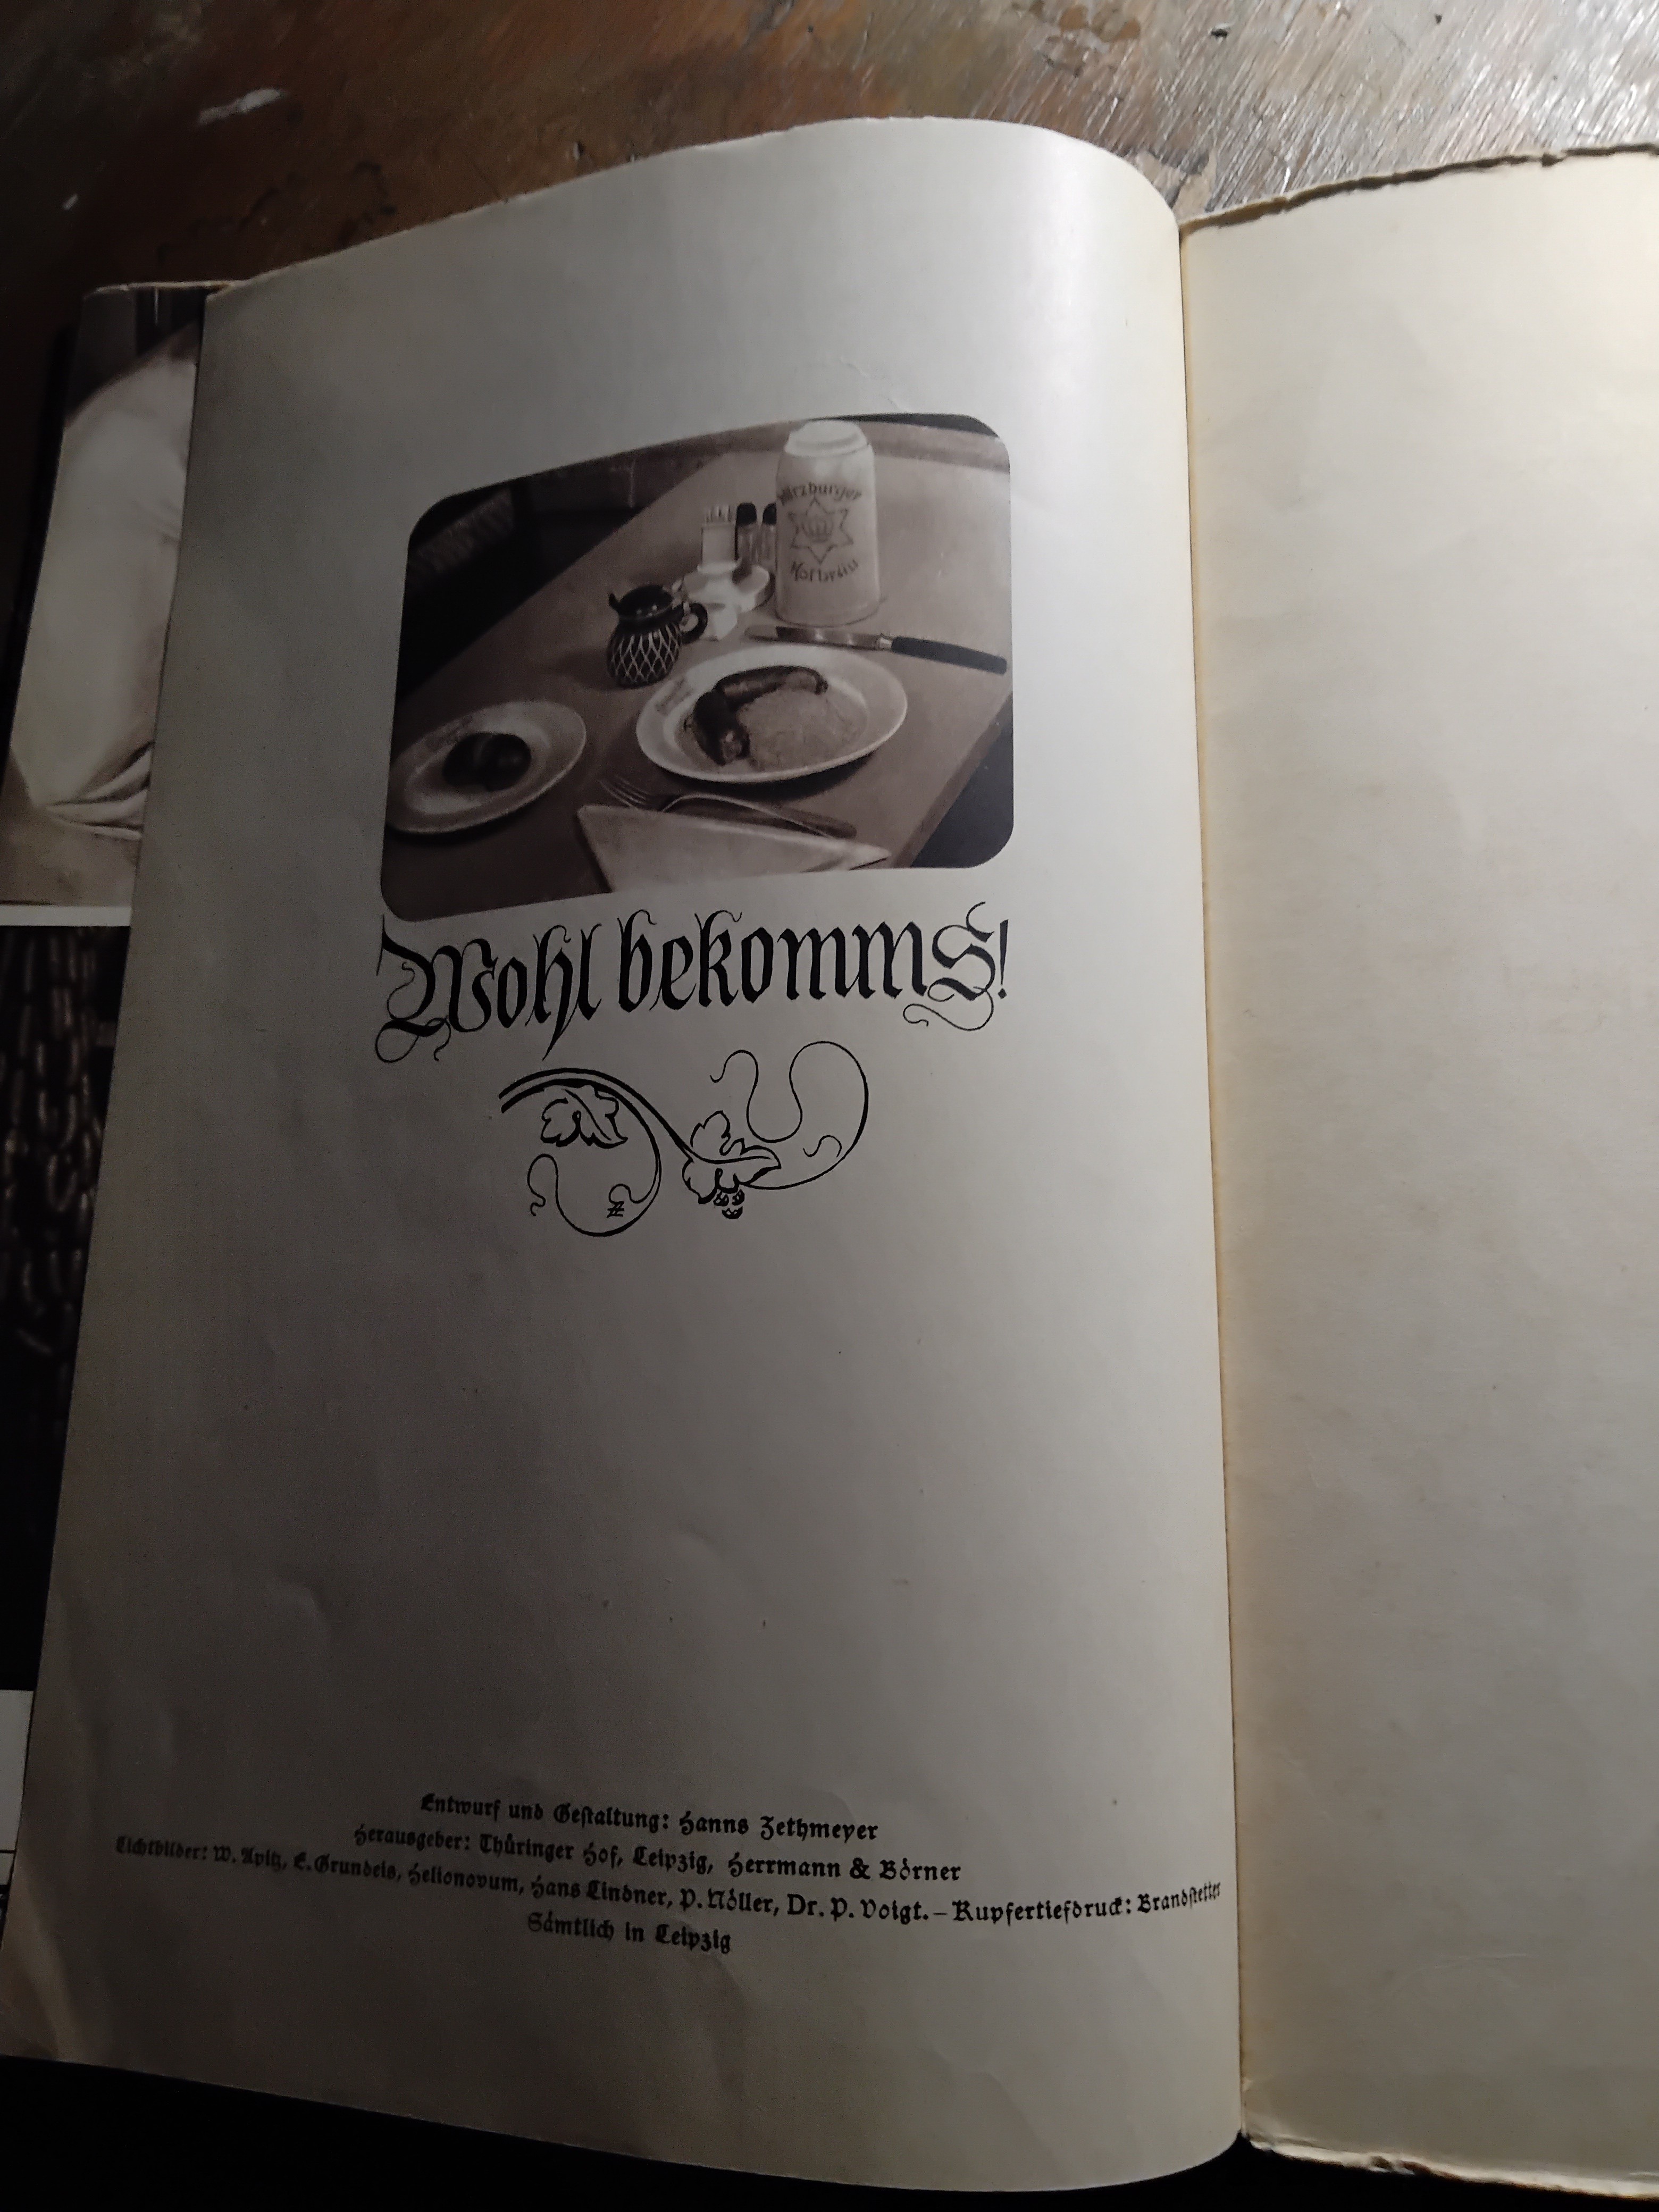 Würzburger
Hofbräu
Wohl bekomms!
Entwurf und Geſtaltung: Hanns Zethmeyer
Herausgeber: Thüringer Hof, Leipzig, Herrmann & Börner
Lichtbilder: W. Apitz, E. Grundeis, Helionovum, Hans Lindner, P. Nöller, Dr. P. Voigt. – Kupfertiefdruck: Brandſtetter
Sämtlich in Leipzig